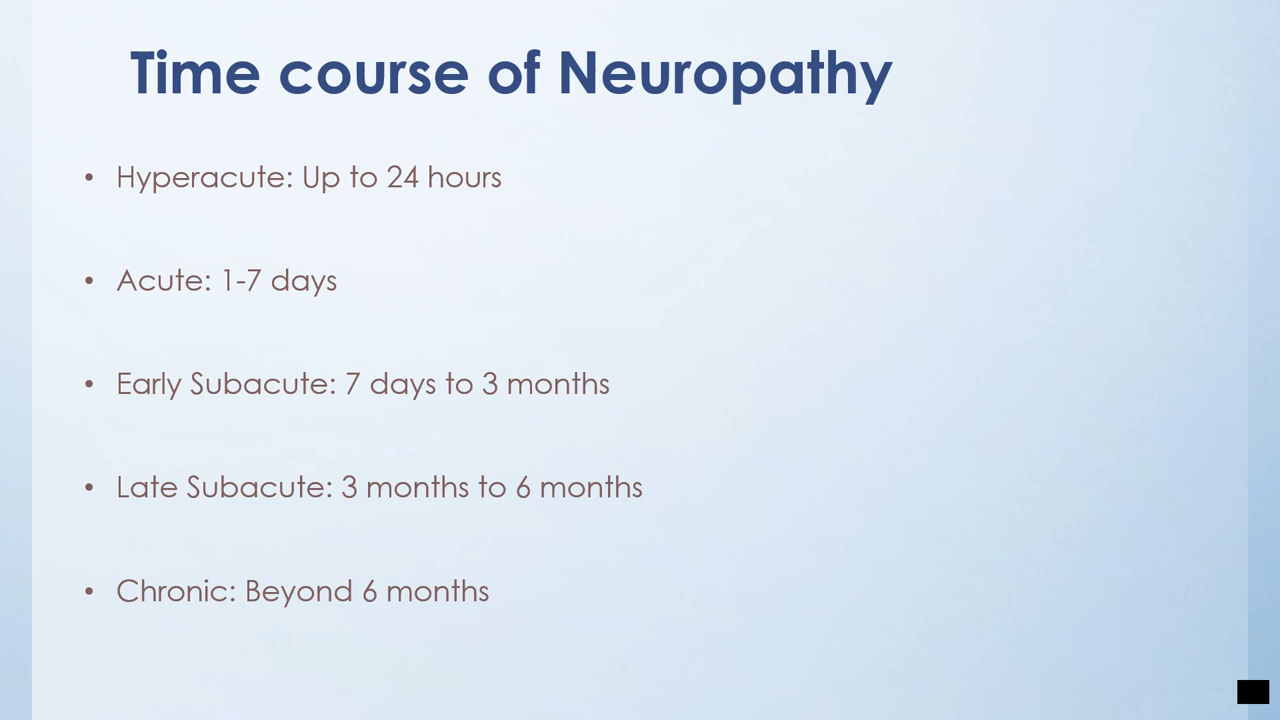 Time course of Neuropathy
• Hyperacute: Up to 24 hours
• Acute: 1-7 days
• Early Subacute: 7 days to 3 months
• Late Subacute: 3 months to 6 months
• Chronic: Beyond 6 months